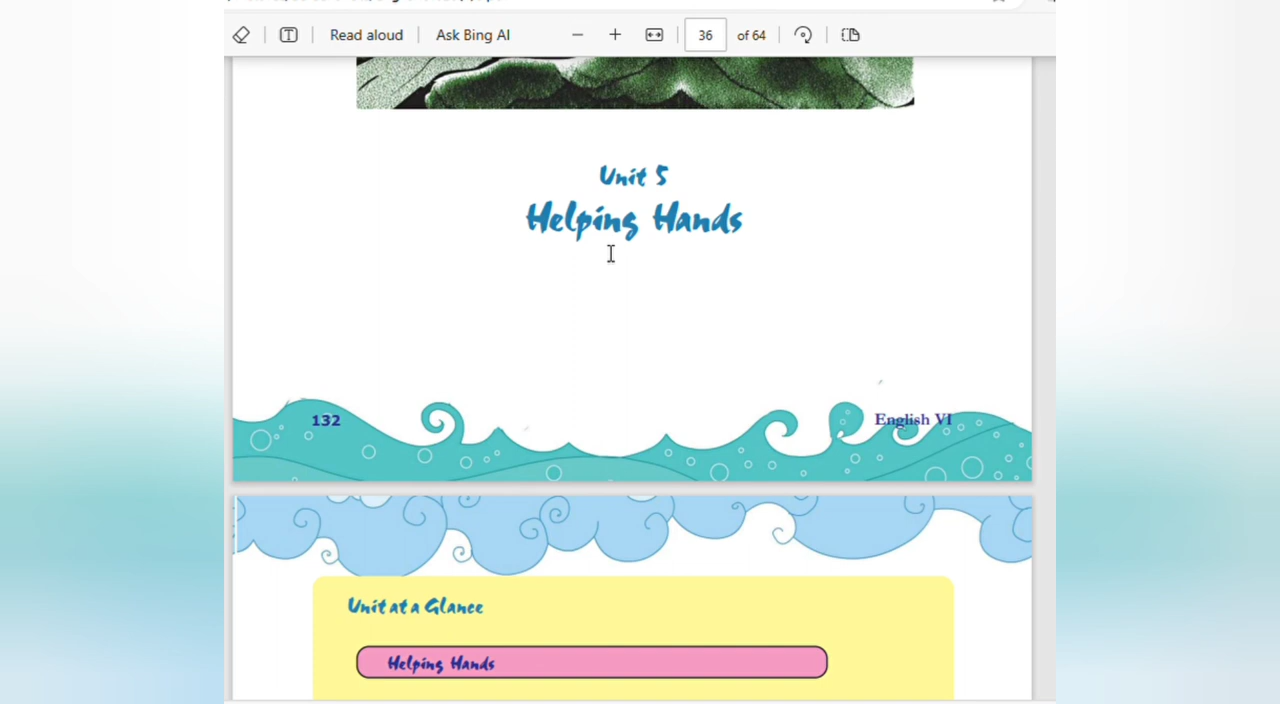 Read aloud
Ask Bing AI
36
of 64
Unit 5
Helping Hands
132
English VI
Unit at a Glance
Helping Hands